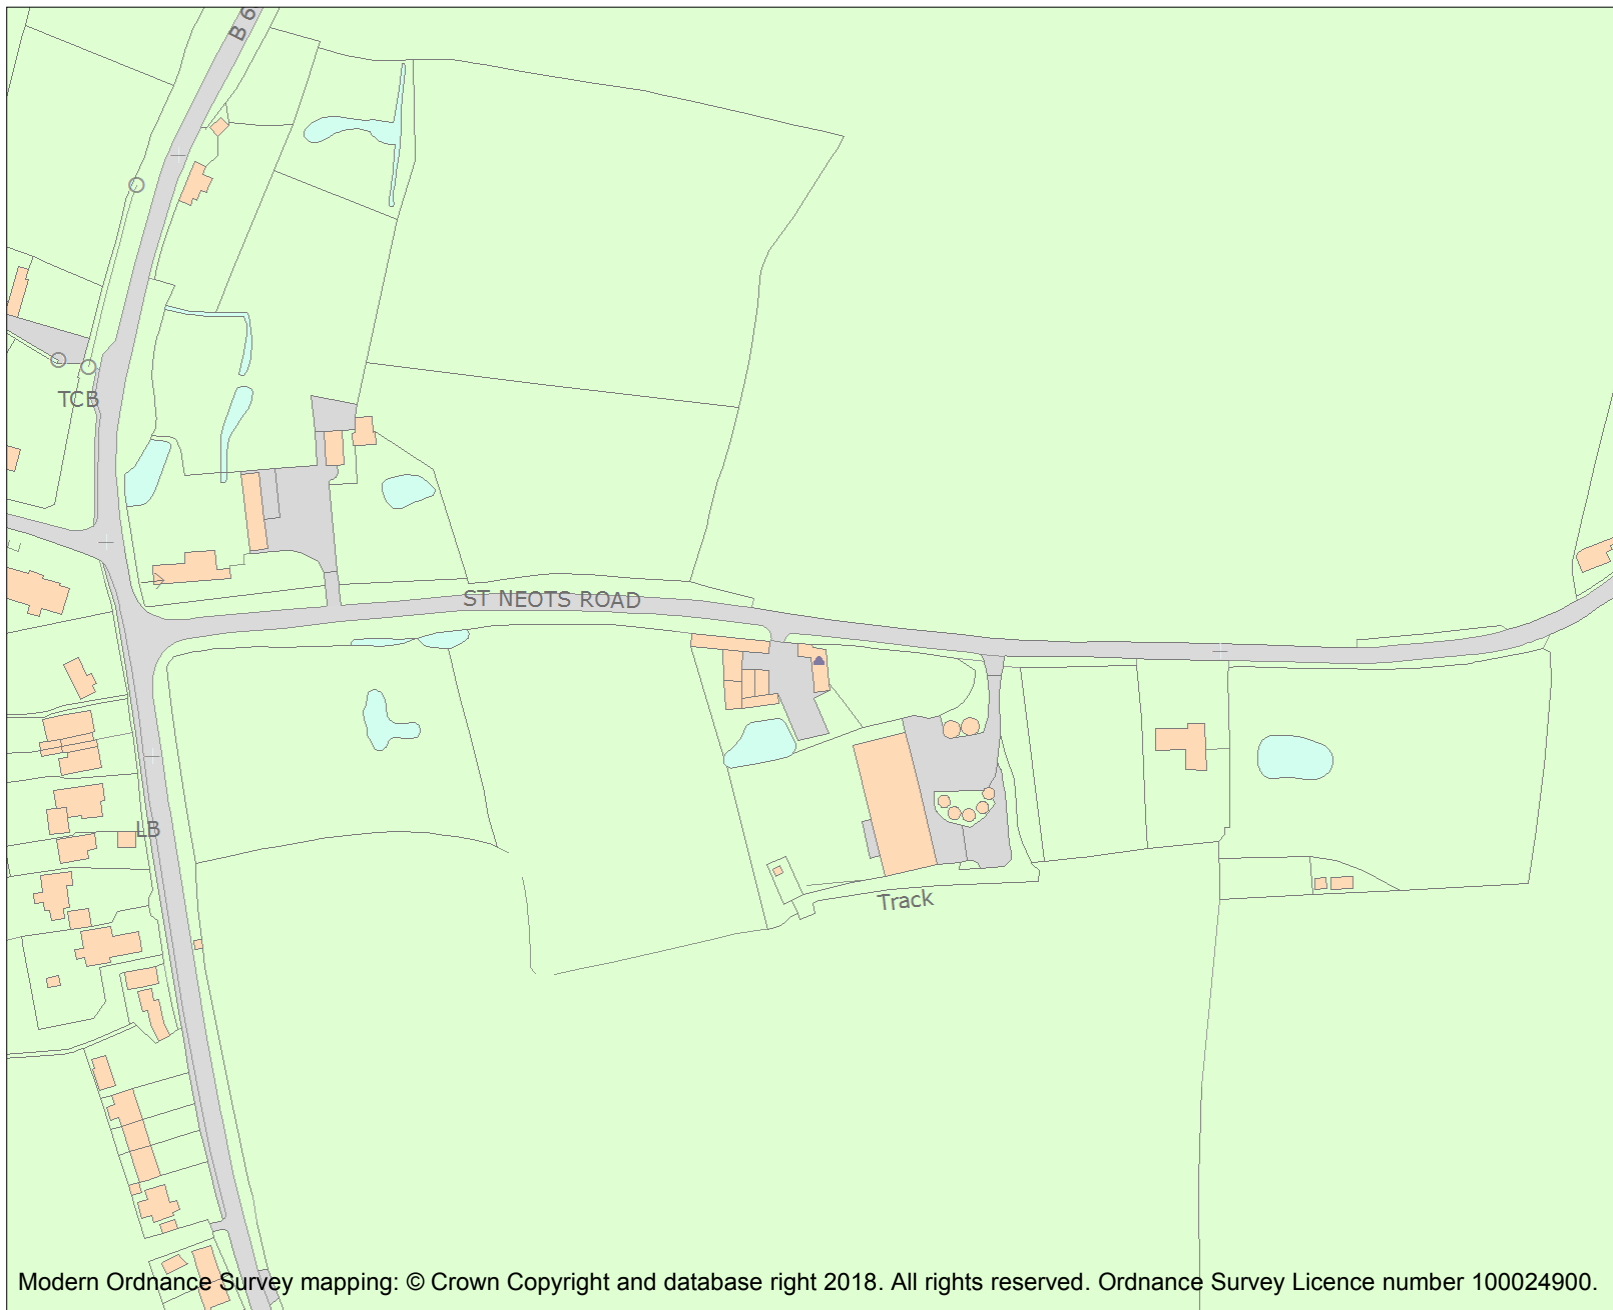 B 6
TCB
ST NEOTS ROAD
LB
Track
Modern Ordnance Survey mapping: © Crown Copyright and database right 2018. All rights reserved. Ordnance Survey Licence number 100024900.